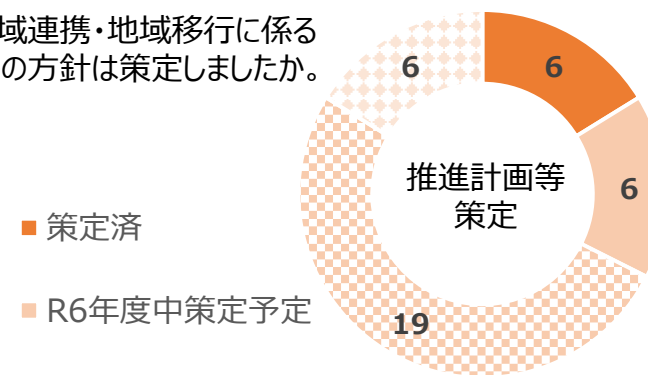 域連携・地域移行に係る
の方針は策定しましたか。
6
6
推進計画等
策定
6
策定済
R6年度中策定予定
19